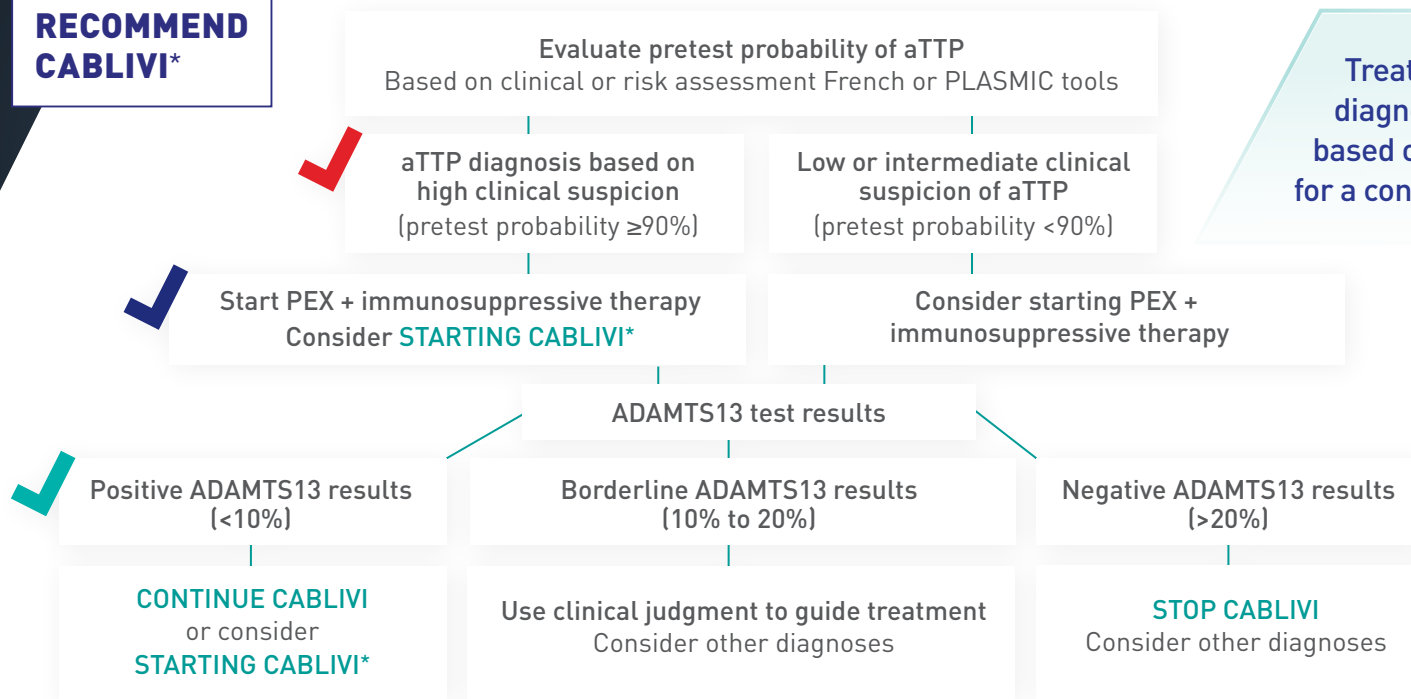 RECOMMEND
CABLIVI*
Evaluate pretest probability of aTTP
Based on clinical or risk assessment French or PLASMIC tools
aTTP diagnosis based on
high clinical suspicion
(pretest probability ≥90%)
Low or intermediate clinical
suspicion of aTTP
(pretest probability <90%)
diagn
based
for a con
Start PEX + immunosuppressive therapy
Consider STARTING CABLIVI*
Consider starting PEX +
immunosuppressive therapy
ADAMTS13 test results
Positive ADAMTS13 results
(<10%)
Borderline ADAMTS13 results
(10% to 20%)
Negative ADAMTS13 results
(>20%)
CONTINUE CABLIVI
or consider
STARTING CABLIVI*
Use clinical judgment to guide treatment
Consider other diagnoses
STOP CABLIVI
Consider other diagnoses